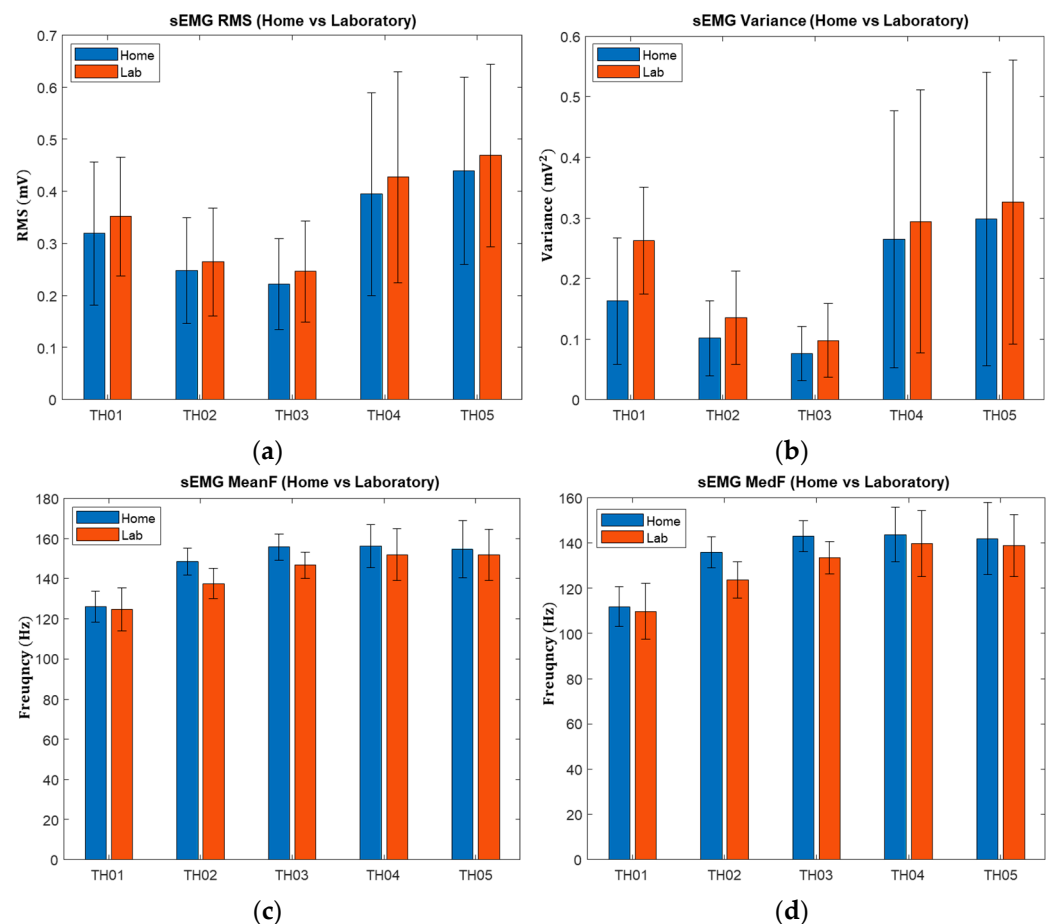 sEMG RMS (Home vs Laboratory)
0.7
0.6
0.5
0.4
0.3
0.2
0.1
0
RMS (mV)
Home
Lab
TH01 TH02 TH03 TH04 TH05
(a)
sEMG Variance (Home vs Laboratory)
0.6
0.5
0.4
0.3
0.2
0.1
0
Variance (mV²)
Home
Lab
TH01 TH02 TH03 TH04 TH05
(b)
sEMG MeanF (Home vs Laboratory)
180
160
140
120
100
80
60
40
20
0
Freuqncy (Hz)
Home
Lab
TH01 TH02 TH03 TH04 TH05
(c)
sEMG MedF (Home vs Laboratory)
160
140
120
100
80
60
40
20
0
Freuqncy (Hz)
Home
Lab
TH01 TH02 TH03 TH04 TH05
(d)